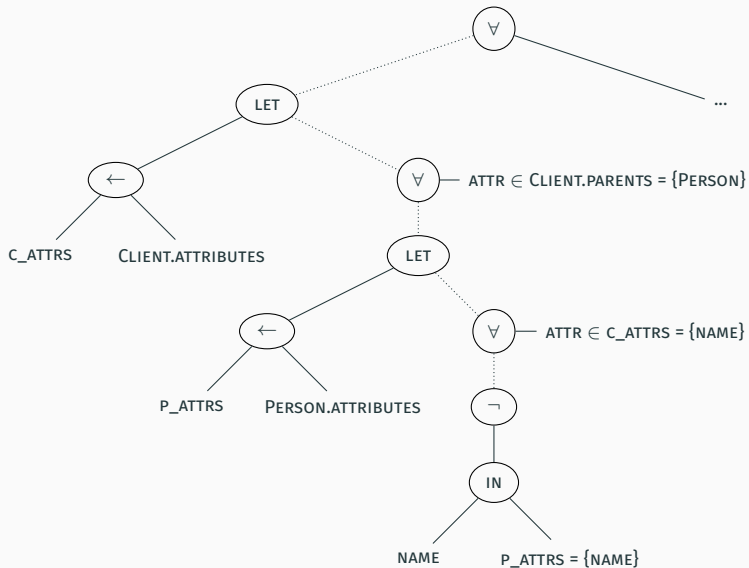 ∀
LET
...
←
∀
ATTR ∈ CLIENT.PARENTS = {PERSON}
C_ATTRS
CLIENT.ATTRIBUTES
LET
←
∀
ATTR ∈ C_ATTRS = {NAME}
P_ATTRS
PERSON.ATTRIBUTES
¬
IN
NAME
P_ATTRS = {NAME}